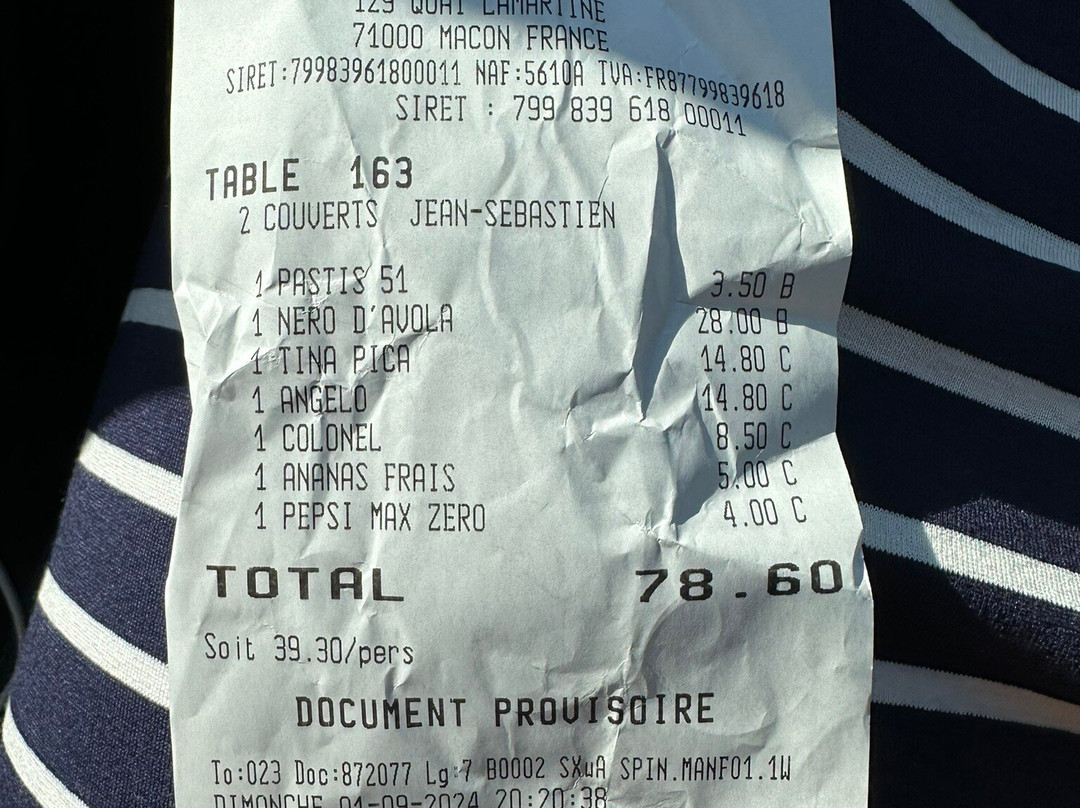 129 QUAI LAMARTINE
71000 MACON FRANCE
SIRET:79983961800011 NAF:5610A TVA:FR87799839618
SIRET : 799 839 618 00011
TABLE 163
2 COUVERTS JEAN-SEBASTIEN
1 PASTIS 51 3.50 B
1 NERO D'AVOLA 28.00 B
1 TINA PICA 14.80 C
1 ANGELO 14.80 C
1 COLONEL 8.50 C
1 ANANAS FRAIS 5.00 C
1 PEPSI MAX ZERO 4.00 C
TOTAL 78.60
Soit 39.30/pers
DOCUMENT PROVISOIRE
To:023 Doc:872077 Lg:7 B0002 SXwA SPIN.MANF01.1W
DIMANCHE 01-09-2024 20:20:38